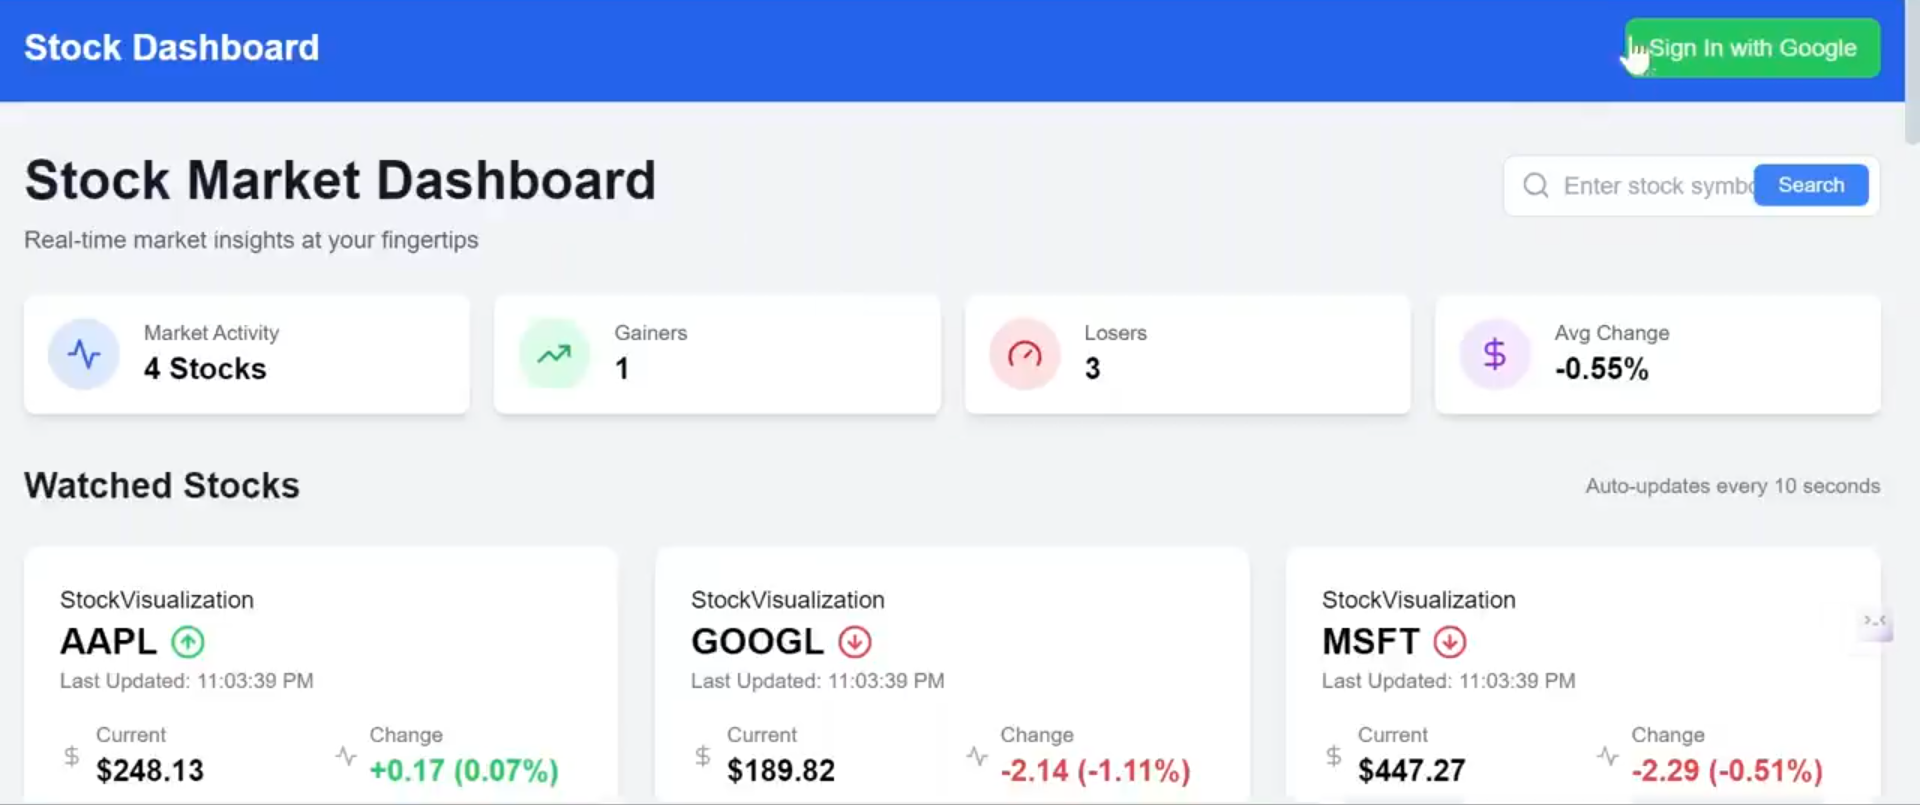 Stock Dashboard
Sign In with Google
Stock Market Dashboard
Real-time market insights at your fingertips
Enter stock symbo
Search
Market Activity
4 Stocks
Gainers
1
Losers
3
Avg Change
-0.55%
Watched Stocks
Auto-updates every 10 seconds
StockVisualization
AAPL
Last Updated: 11:03:39 PM
Current
$248.13
Change
+0.17 (0.07%)
StockVisualization
GOOGL
Last Updated: 11:03:39 PM
Current
$189.82
Change
-2.14 (-1.11%)
StockVisualization
MSFT
Last Updated: 11:03:39 PM
Current
$447.27
Change
-2.29 (-0.51%)